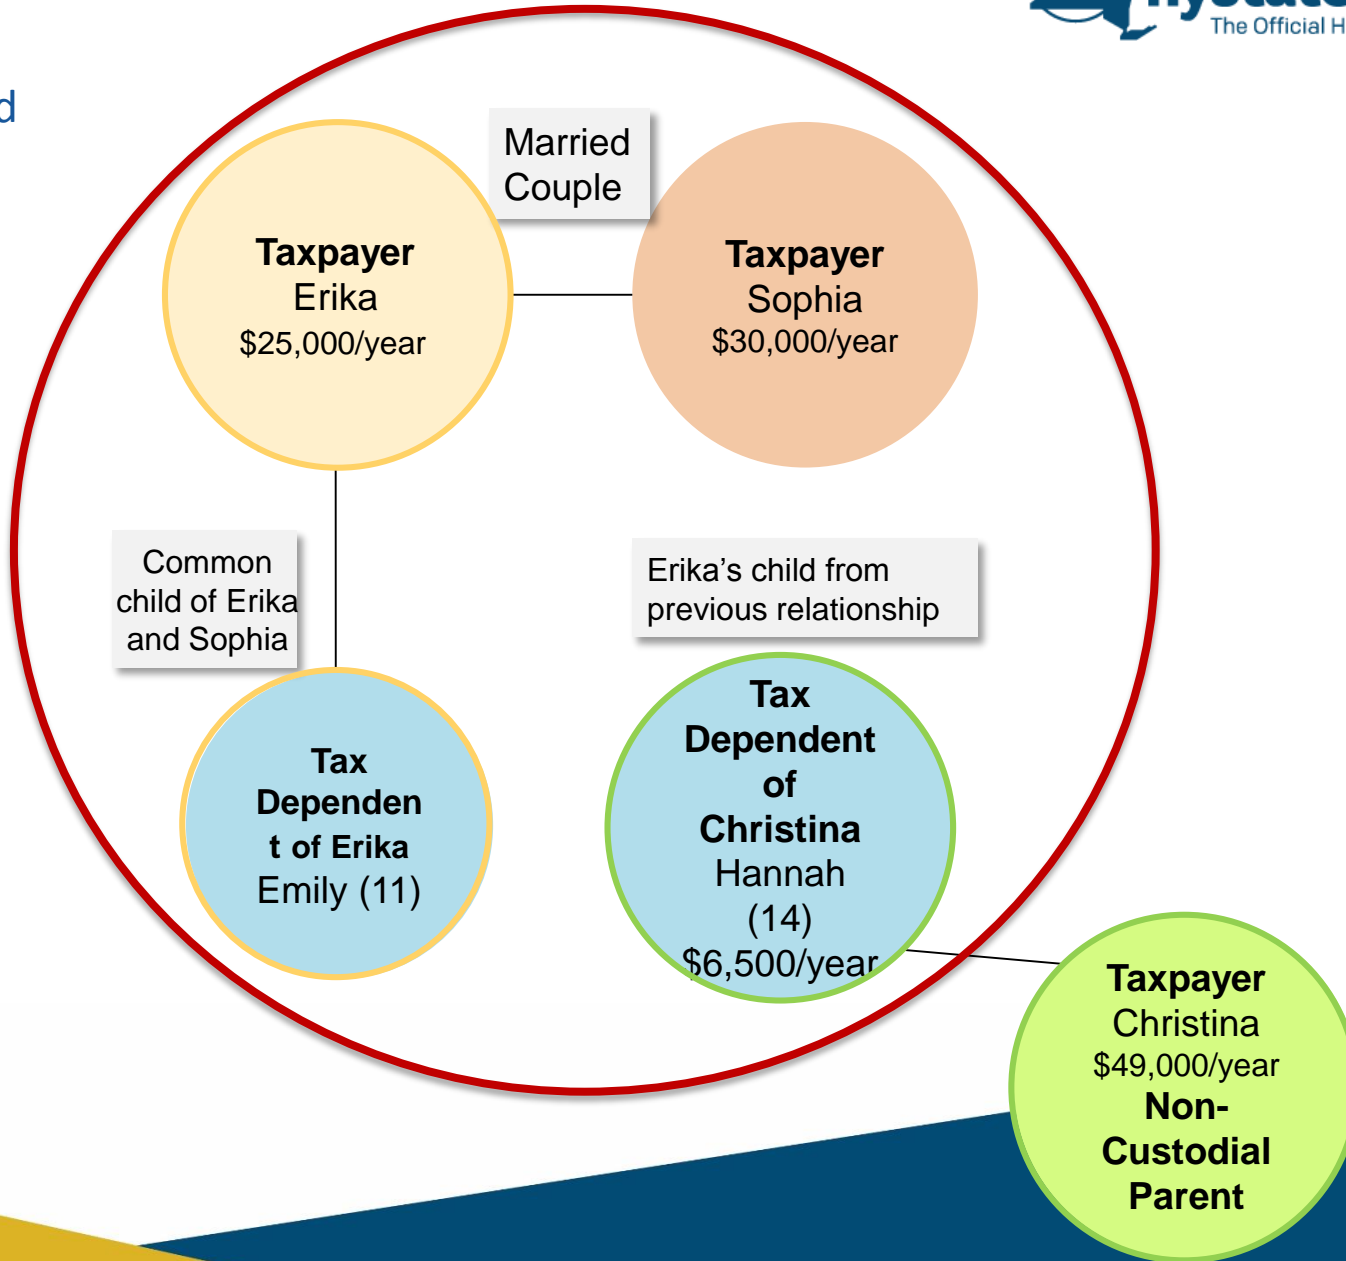 The Official H
d
Married
Couple
Taxpayer
Erika
$25,000/year
Taxpayer
Sophia
$30,000/year
Common
child of Erika
and Sophia
Erika’s child from
previous relationship
Tax
Dependen
t of Erika
Emily (11)
Tax
Dependent
of
Christina
Hannah
(14)
$6,500/year
Taxpayer
Christina
$49,000/year
Non-
Custodial
Parent